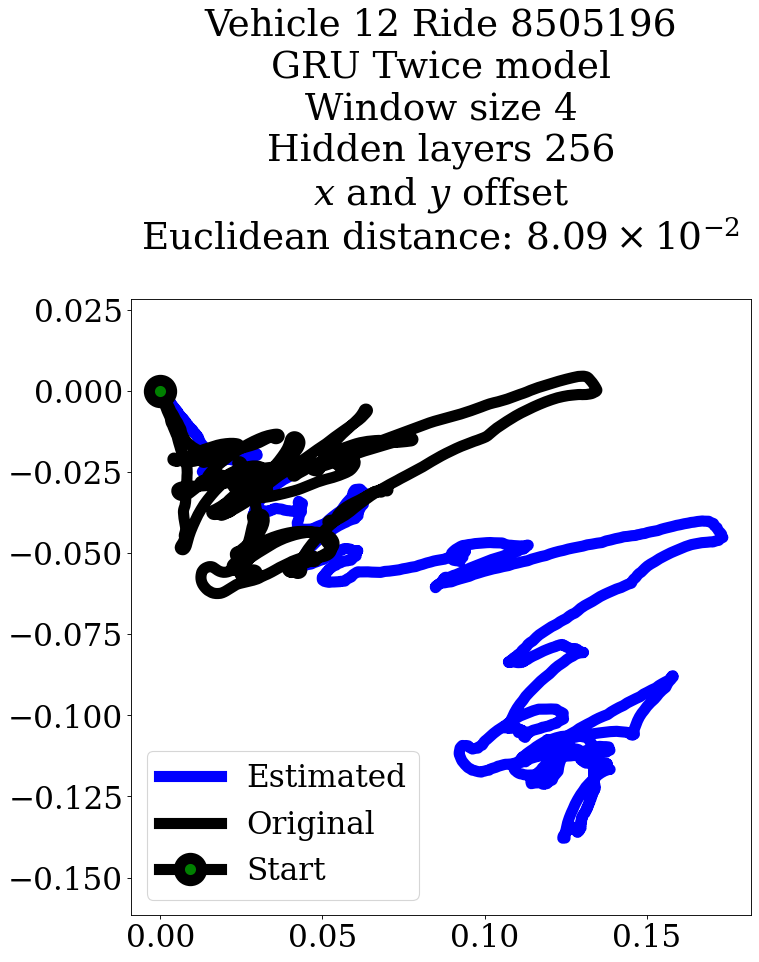 Vehicle 12 Ride 8505196
GRU Twice model
Window size 4
Hidden layers 256
x and y offset
Euclidean distance: 8.09 × 10⁻²
0.025
0.000
−0.025
−0.050
−0.075
−0.100
−0.125
−0.150
Estimated
Original
Start
0.00 0.05 0.10 0.15